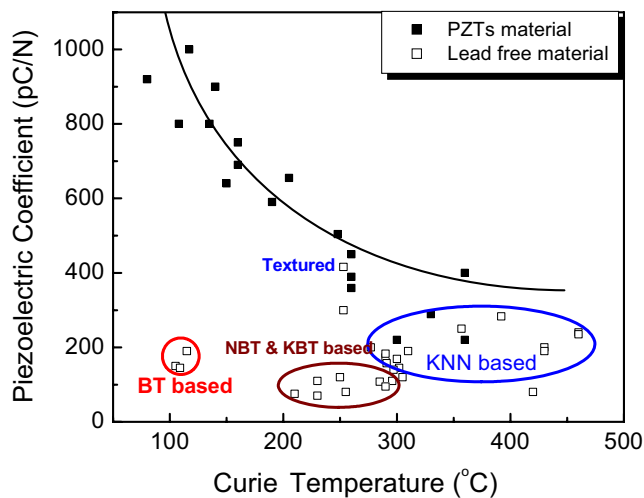 PZTs material
Lead free material
1000
800
600
400
200
0
Piezoelectric Coefficient (pC/N)
Textured
NBT & KBT based
KNN based
BT based
100
200
300
400
500
Curie Temperature (°C)